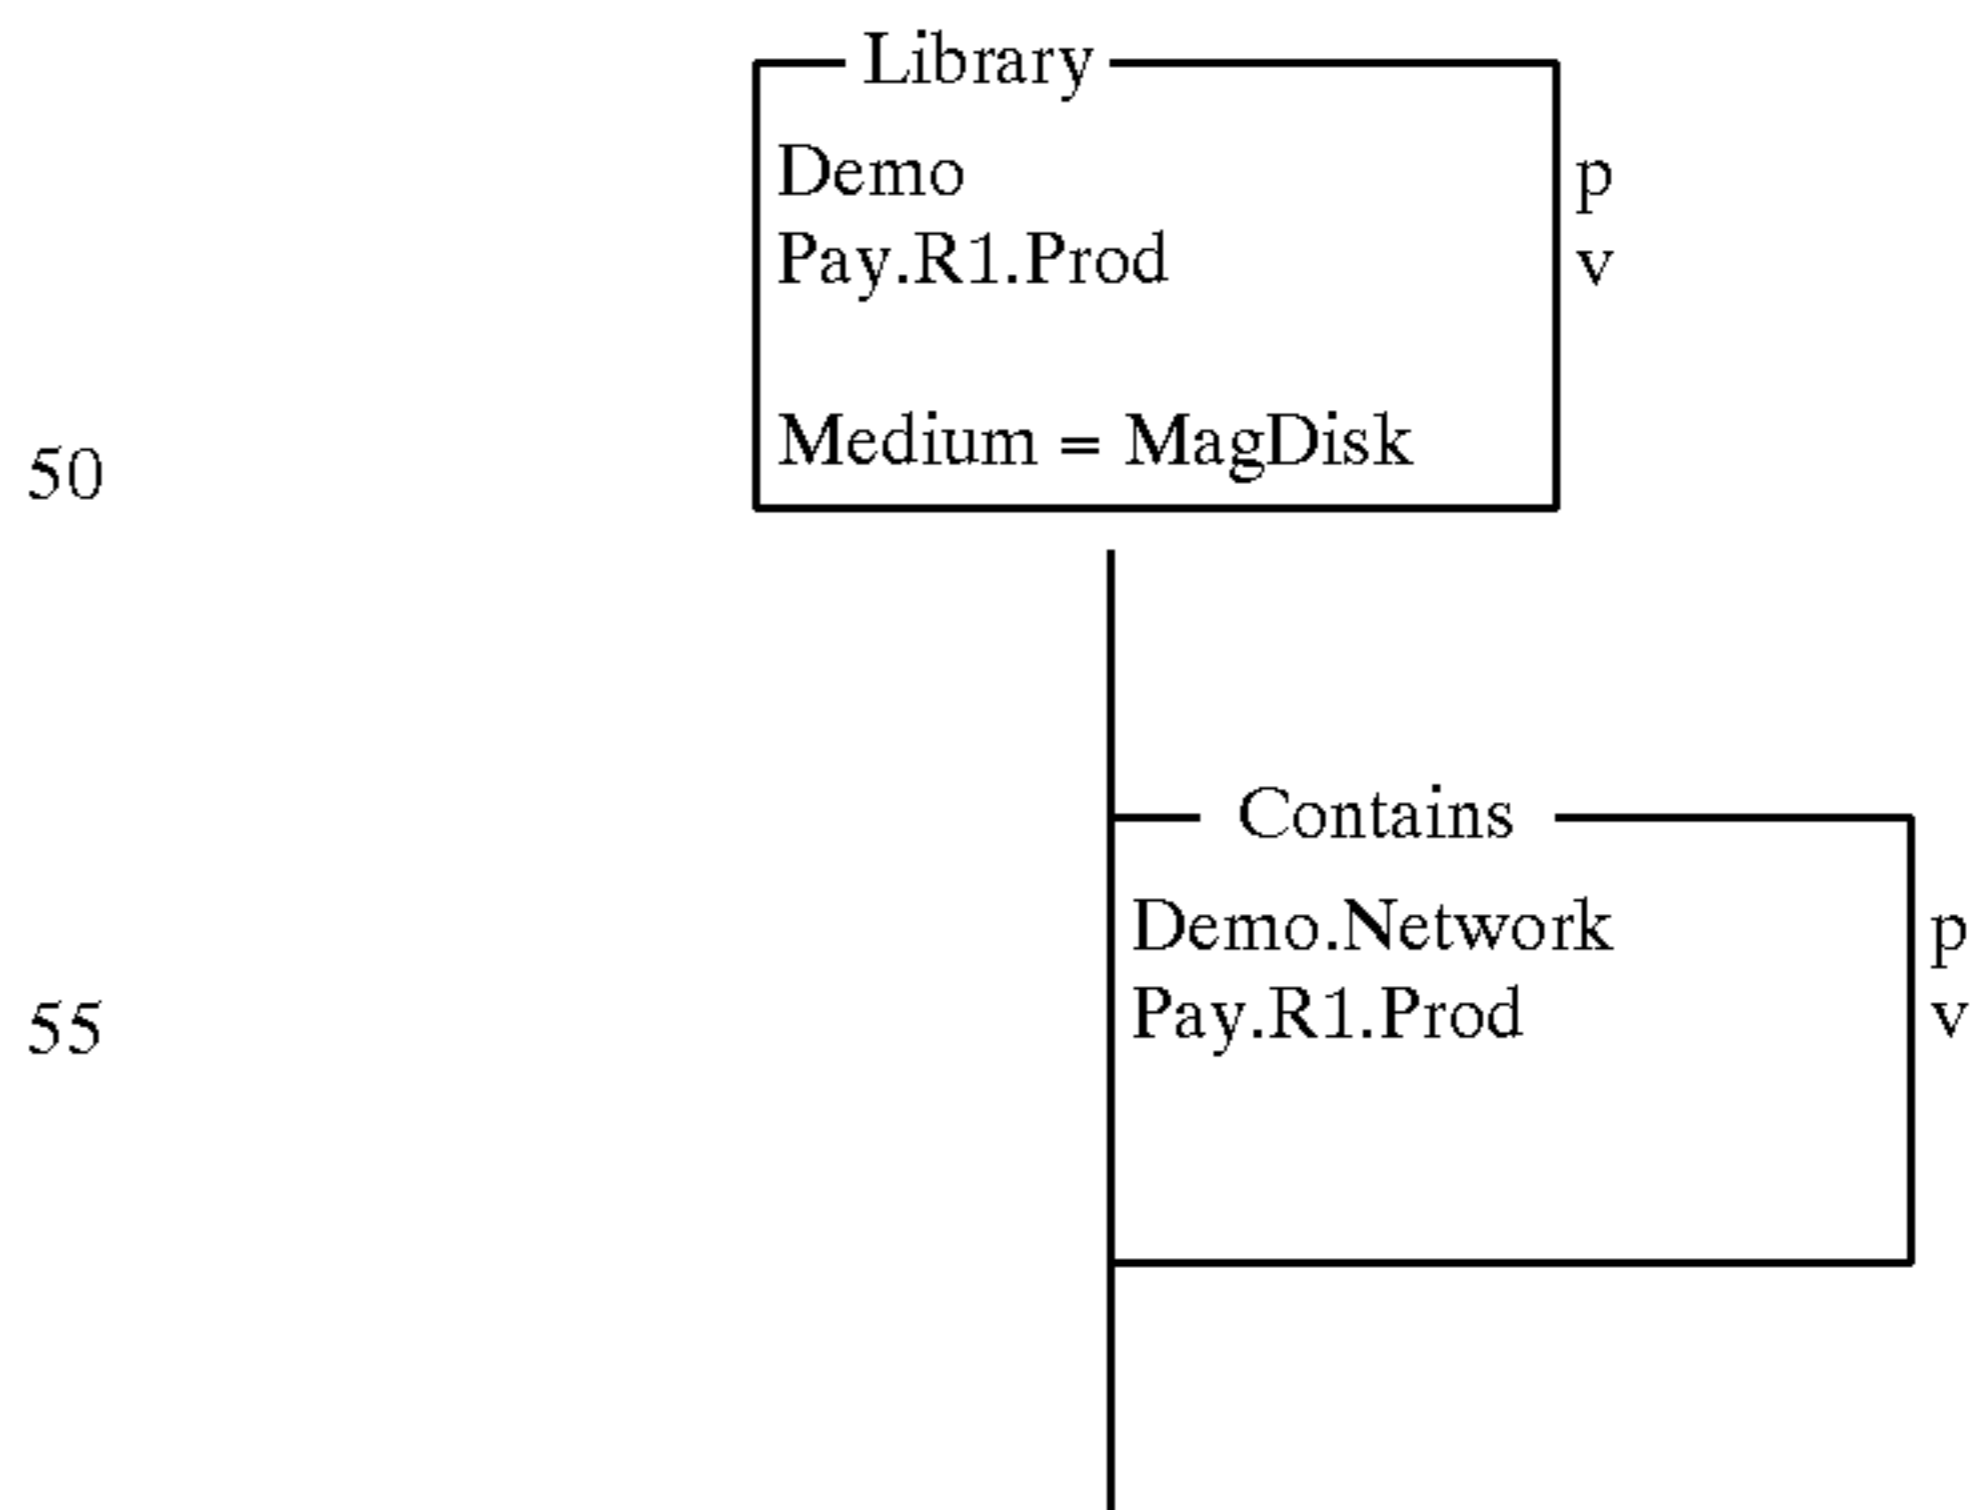 Library
Demo p
Pay.R1.Prod v
50 Medium = MagDisk
Contains
Demo.Network p
55 Pay.R1.Prod v